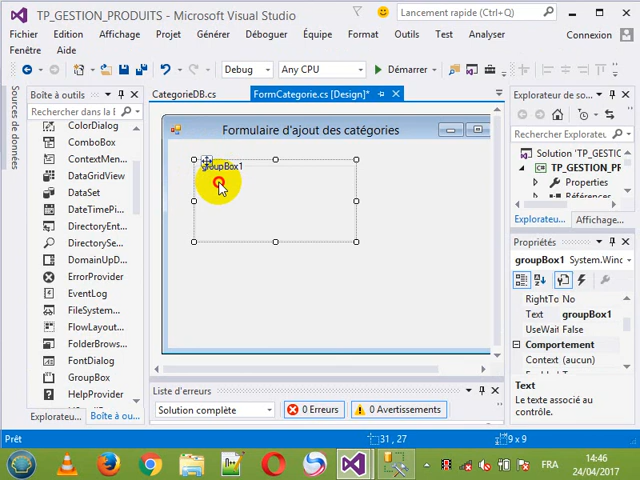 TP_GESTION_PRODUITS - Microsoft Visual Studio
Lancement rapide (Ctrl+Q)
Fichier Edition Affichage Projet Générer Déboguer Équipe Format Outils Test Analyser
Connexion
Fenêtre Aide
Debug Any CPU Démarrer
Sources de données
Boîte à outils
Rechercher dans la b
ColorDialog
ComboBox
ContextMen...
DataGridView
DataSet
DateTimePi...
DirectoryEnt...
DirectorySe...
DomainUpD...
ErrorProvider
EventLog
FileSystem...
FlowLayout...
FolderBrows...
FontDialog
GroupBox
HelpProvider
Explorateu... Boîte à ou...
CategorieDB.cs FormCategorie.cs [Design]*
Formulaire d'ajout des catégories
groupBox1
Liste d'erreurs
Solution complète 0 Erreurs 0 Avertissements
Explorateur de so...
Rechercher Explorate
Solution 'TP_GEST
TP_GESTION_PR
Properties
Références
Explorateu... Affichage...
Propriétés
groupBox1 System.Winc
RightTo No
Text groupBox1
UseWait False
Comportement
Context (aucun)
Text
Le texte associé au
contrôle.
Prêt 31 , 27 9 x 9
FRA
14:46
24/04/2017